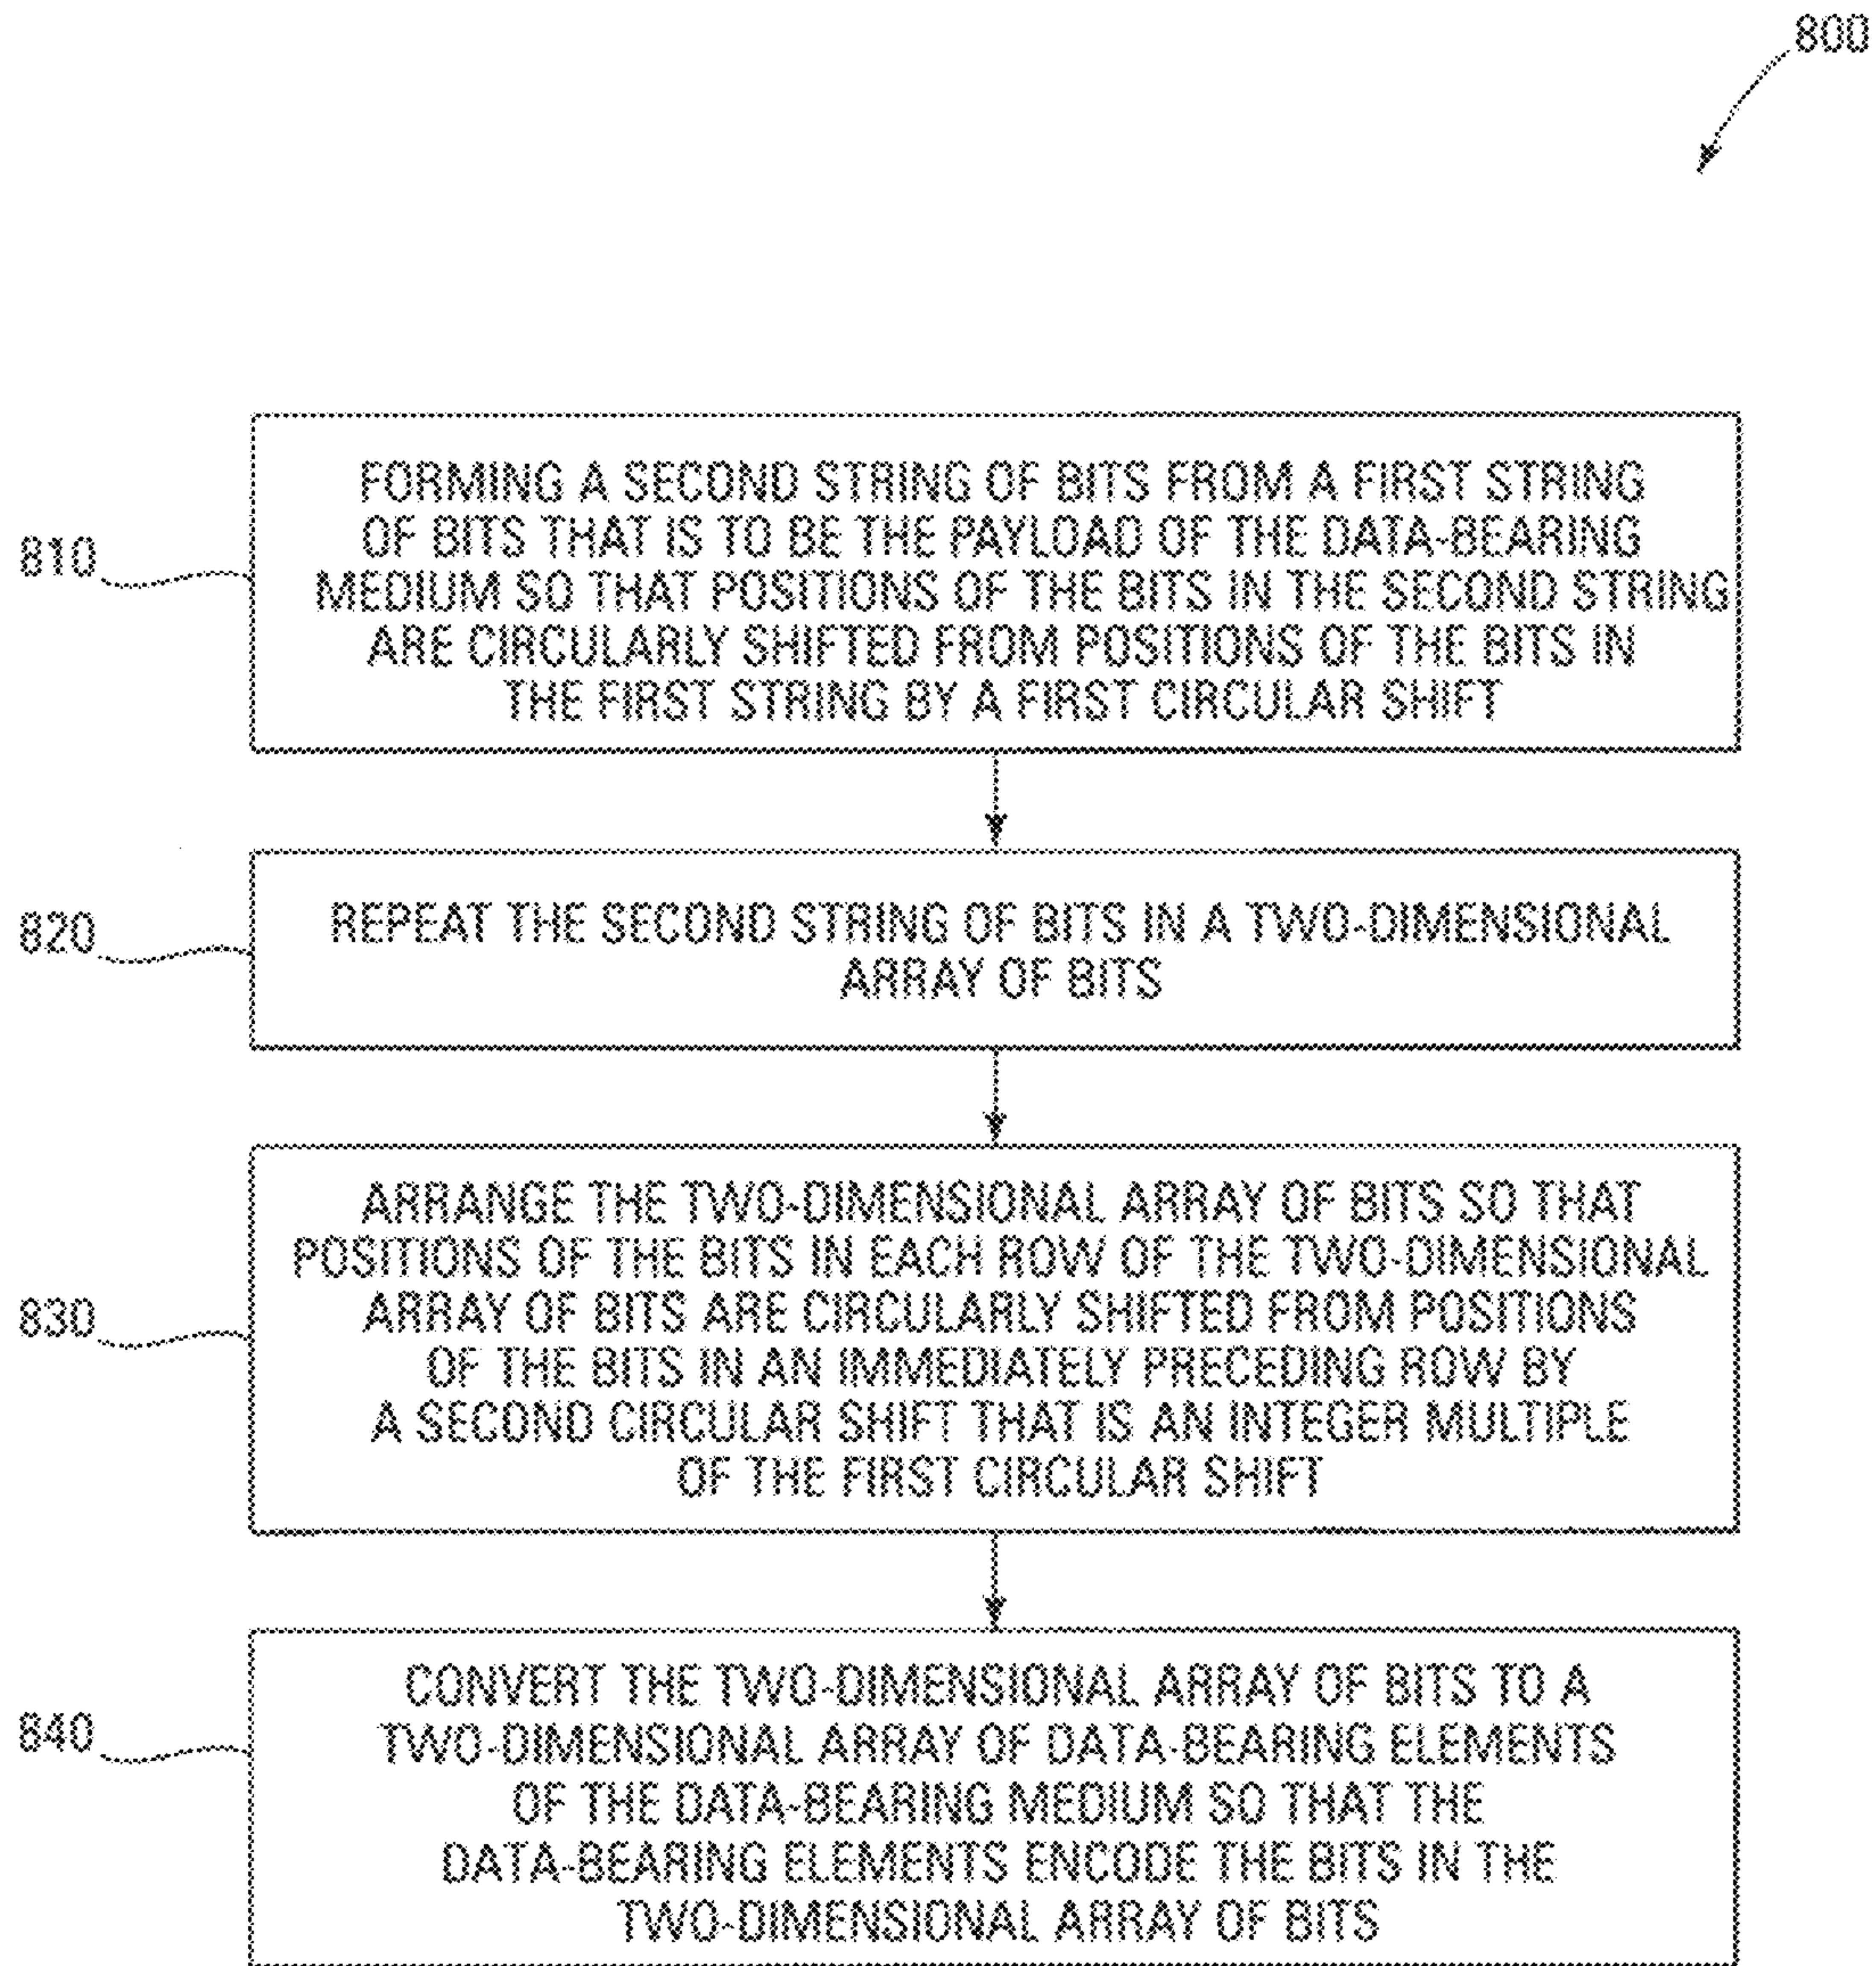 800
810
FORMING A SECOND STRING OF BITS FROM A FIRST STRING
OF BITS THAT IS TO BE THE PAYLOAD OF THE DATA-BEARING
MEDIUM SO THAT POSITIONS OF THE BITS IN THE SECOND STRING
ARE CIRCULARLY SHIFTED FROM POSITIONS OF THE BITS IN
THE FIRST STRING BY A FIRST CIRCULAR SHIFT
820
REPEAT THE SECOND STRING OF BITS IN A TWO-DIMENSIONAL
ARRAY OF BITS
830
ARRANGE THE TWO-DIMENSIONAL ARRAY OF BITS SO THAT
POSITIONS OF THE BITS IN EACH ROW OF THE TWO-DIMENSIONAL
ARRAY OF BITS ARE CIRCULARLY SHIFTED FROM POSITIONS
OF THE BITS IN AN IMMEDIATELY PRECEDING ROW BY
A SECOND CIRCULAR SHIFT THAT IS AN INTEGER MULTIPLE
OF THE FIRST CIRCULAR SHIFT
840
CONVERT THE TWO-DIMENSIONAL ARRAY OF BITS TO A
TWO-DIMENSIONAL ARRAY OF DATA-BEARING ELEMENTS
OF THE DATA-BEARING MEDIUM SO THAT THE
DATA-BEARING ELEMENTS ENCODE THE BITS IN THE
TWO-DIMENSIONAL ARRAY OF BITS